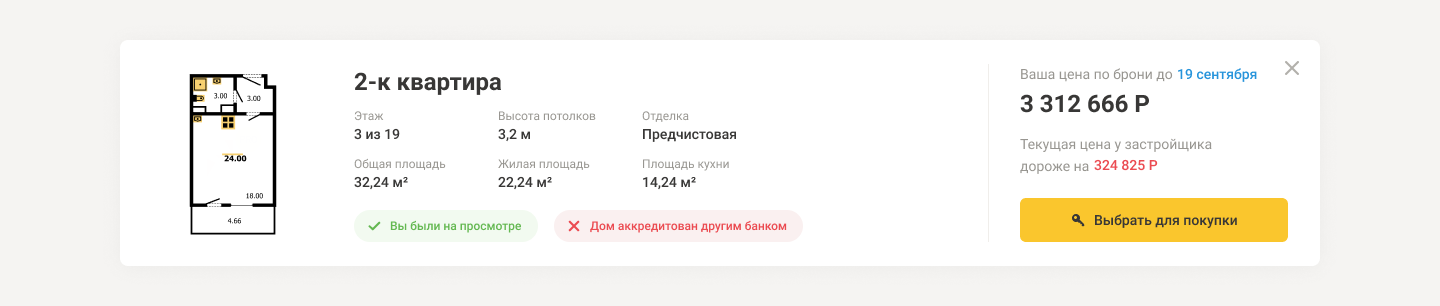 3.00
3.00
24.00
18.00
4.66
2-к квартира
Этаж
3 из 19
Высота потолков
3,2 м
Отделка
Предчистовая
Общая площадь
32,24 м²
Жилая площадь
22,24 м²
Площадь кухни
14,24 м²
Вы были на просмотре
Дом аккредитован другим банком
Ваша цена по брони до 19 сентября
3 312 666 Р
Текущая цена у застройщика
дороже на 324 825 Р
Выбрать для покупки